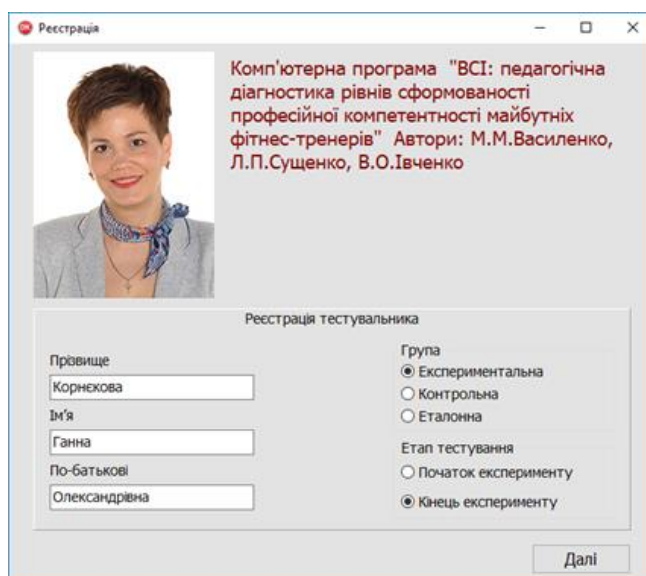 Реєстрація
Комп'ютерна програма "ВСІ: педагогічна
діагностика рівнів сформованості
професійної компетентності майбутніх
фітнес-тренерів" Автори: М.М.Василенко,
Л.П.Сущенко, В.О.Івченко
Реєстрація тестувальника
Прізвище
Корнєкова
Ім'я
Ганна
По-батькові
Олександрівна
Група
Експериментальна
Контрольна
Еталонна
Етап тестування
Початок експерименту
Кінець експерименту
Далі